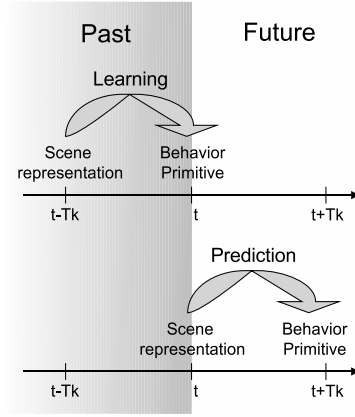 Past
Future
Learning
Scene
representation
Behavior
Primitive
t-Tk
t
t+Tk
Prediction
Scene
representation
Behavior
Primitive
t-Tk
t
t+Tk